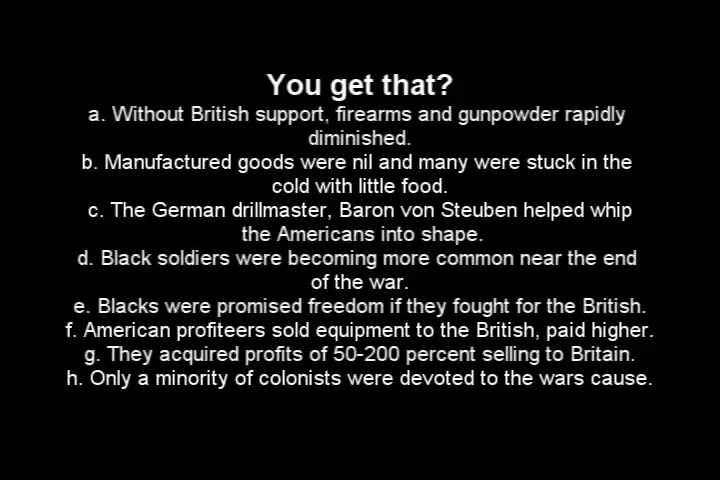 You get that?
a. Without British support, firearms and gunpowder rapidly
diminished.
b. Manufactured goods were nil and many were stuck in the
cold with little food.
c. The German drillmaster, Baron von Steuben helped whip
the Americans into shape.
d. Black soldiers were becoming more common near the end
of the war.
e. Blacks were promised freedom if they fought for the British.
f. American profiteers sold equipment to the British, paid higher.
g. They acquired profits of 50-200 percent selling to Britain.
h. Only a minority of colonists were devoted to the wars cause.